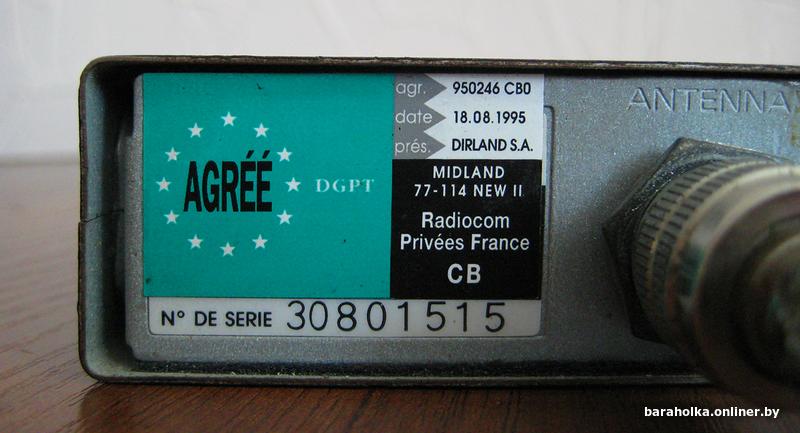 AGRÉÉ DGPT
agr. 950246 CB0
date 18.08.1995
prés. DIRLAND S.A.
MIDLAND
77-114 NEW II
Radiocom
Privées France
CB
N° DE SERIE 30801515
ANTENNA
baraholka.onliner.by